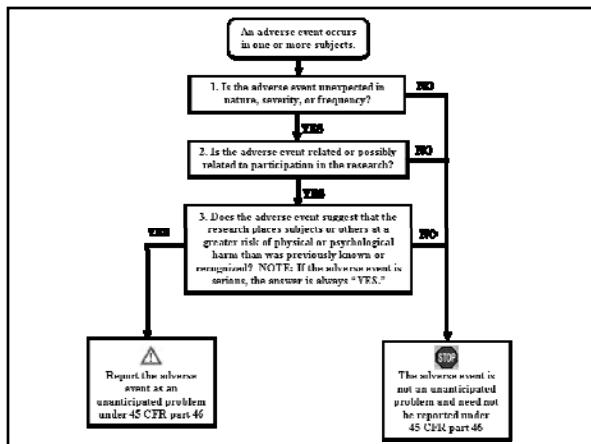 An adverse event occurs
in one or more subjects.
1. Is the adverse event unexpected in
nature, severity, or frequency?
NO
YES
2. Is the adverse event related or possibly
related to participation in the research?
NO
YES
3. Does the adverse event suggest that the
research places subjects or others at a
greater risk of physical or psychological
harm than was previously known or
recognized? NOTE: If the adverse event is
serious, the answer is always “YES.”
YES
NO
Report the adverse
event as an
unanticipated problem
under 45 CFR part 46
STOP
The adverse event is
not an unanticipated
problem and need not
be reported under
45 CFR part 46